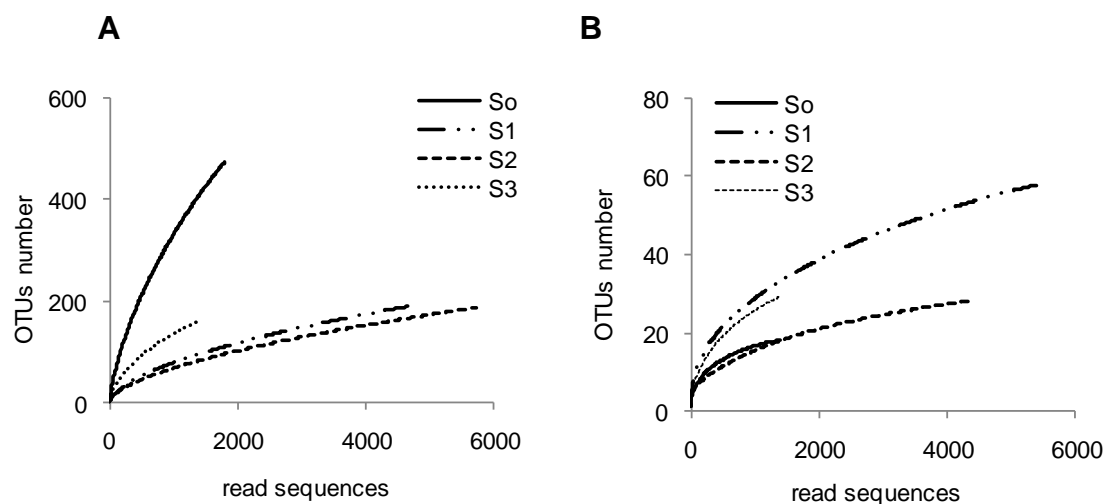 A
600
400
200
0
OTUs number
0
2000
4000
6000
read sequences
So
S1
S2
S3
B
80
60
40
20
0
OTUs number
0
2000
4000
6000
read sequences
So
S1
S2
S3